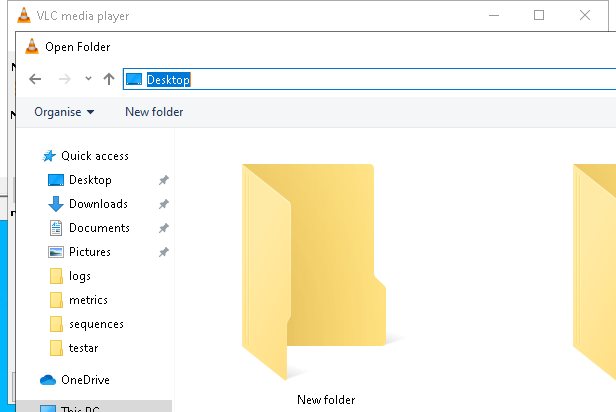 VLC media player
Open Folder
Desktop
Organise
New folder
Quick access
Desktop
Downloads
Documents
Pictures
logs
metrics
sequences
testar
OneDrive
This PC
New folder